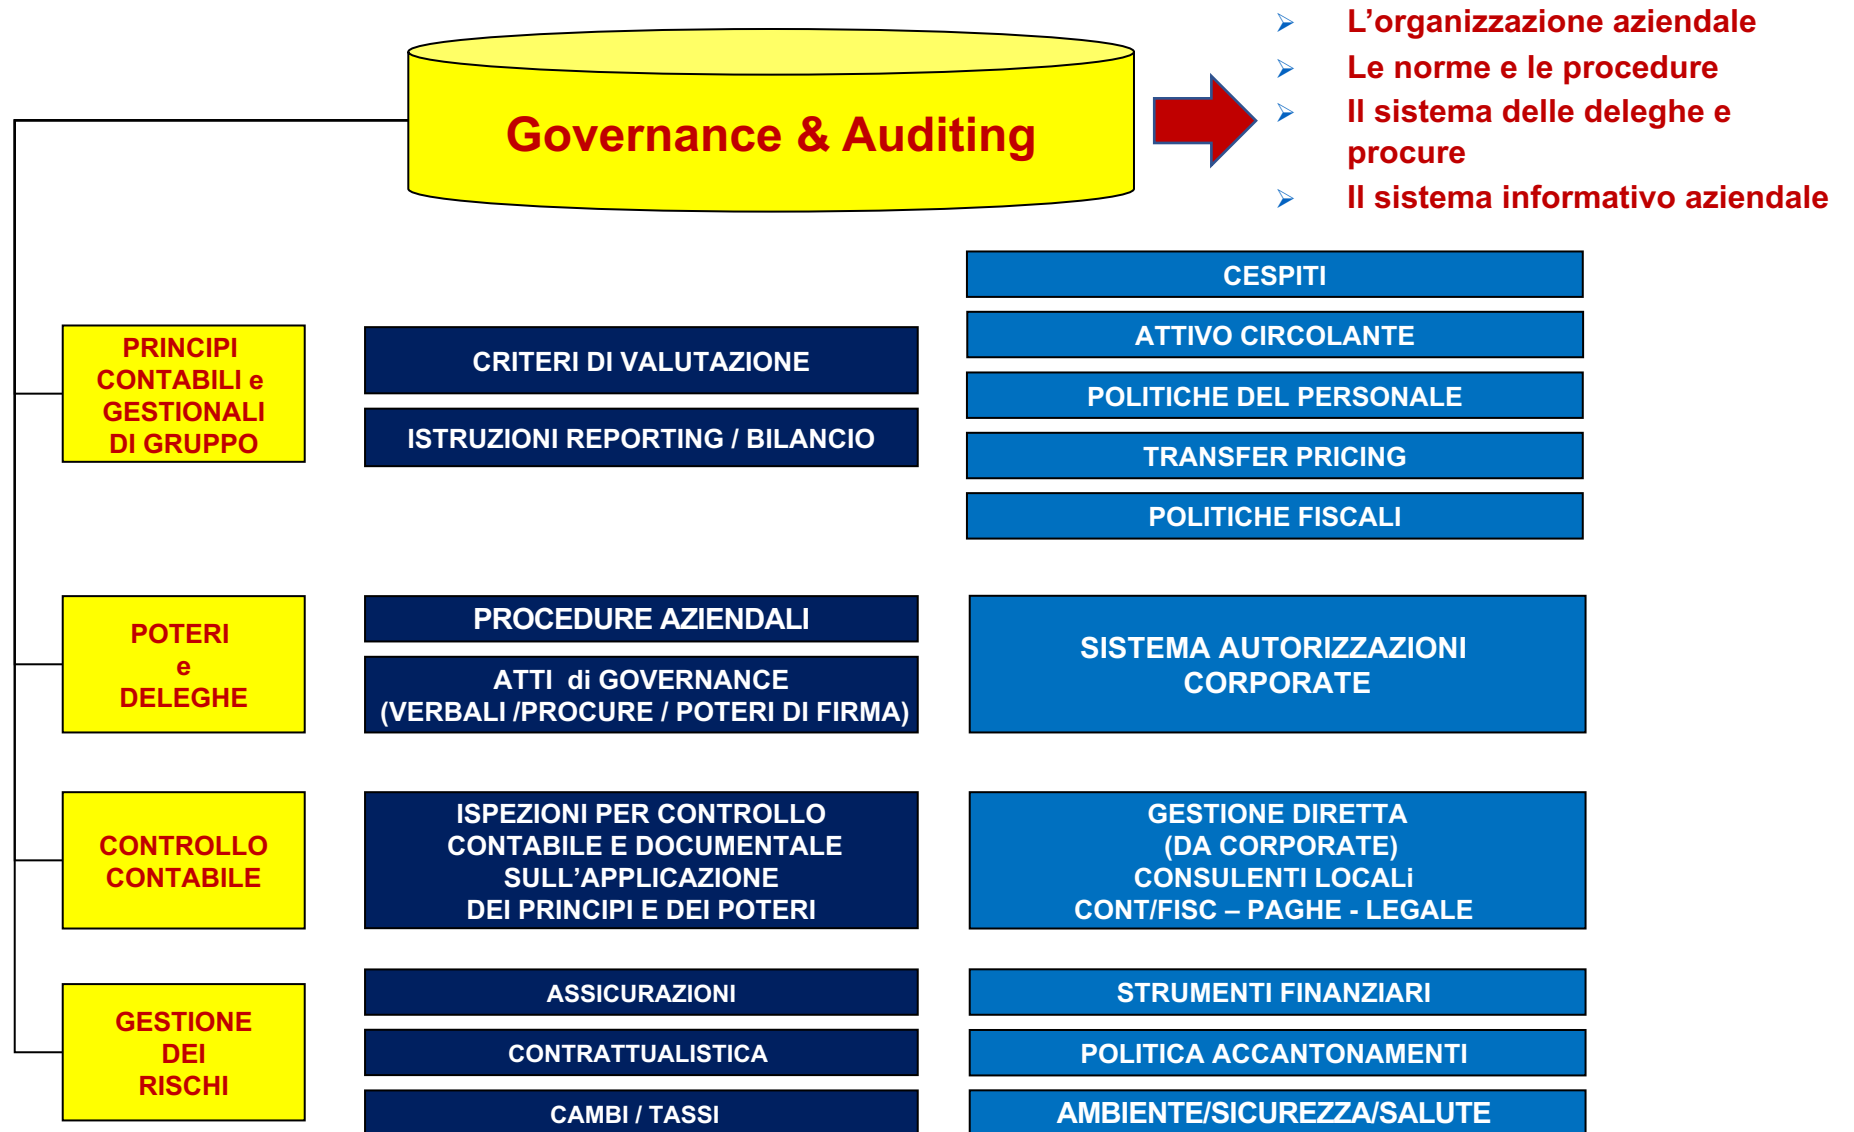 L’organizzazione aziendale
Le norme e le procedure
Il sistema delle deleghe e
procure
Il sistema informativo aziendale
Governance & Auditing
PRINCIPI
CONTABILI e
GESTIONALI
DI GRUPPO
CRITERI DI VALUTAZIONE
ISTRUZIONI REPORTING / BILANCIO
CESPITI
ATTIVO CIRCOLANTE
POLITICHE DEL PERSONALE
TRANSFER PRICING
POLITICHE FISCALI
POTERI
e
DELEGHE
PROCEDURE AZIENDALI
ATTI di GOVERNANCE
(VERBALI /PROCURE / POTERI DI FIRMA)
SISTEMA AUTORIZZAZIONI
CORPORATE
CONTROLLO
CONTABILE
ISPEZIONI PER CONTROLLO
CONTABILE E DOCUMENTALE
SULL’APPLICAZIONE
DEI PRINCIPI E DEI POTERI
GESTIONE DIRETTA
(DA CORPORATE)
CONSULENTI LOCALi
CONT/FISC – PAGHE - LEGALE
GESTIONE
DEI
RISCHI
ASSICURAZIONI
CONTRATTUALISTICA
CAMBI / TASSI
STRUMENTI FINANZIARI
POLITICA ACCANTONAMENTI
AMBIENTE/SICUREZZA/SALUTE